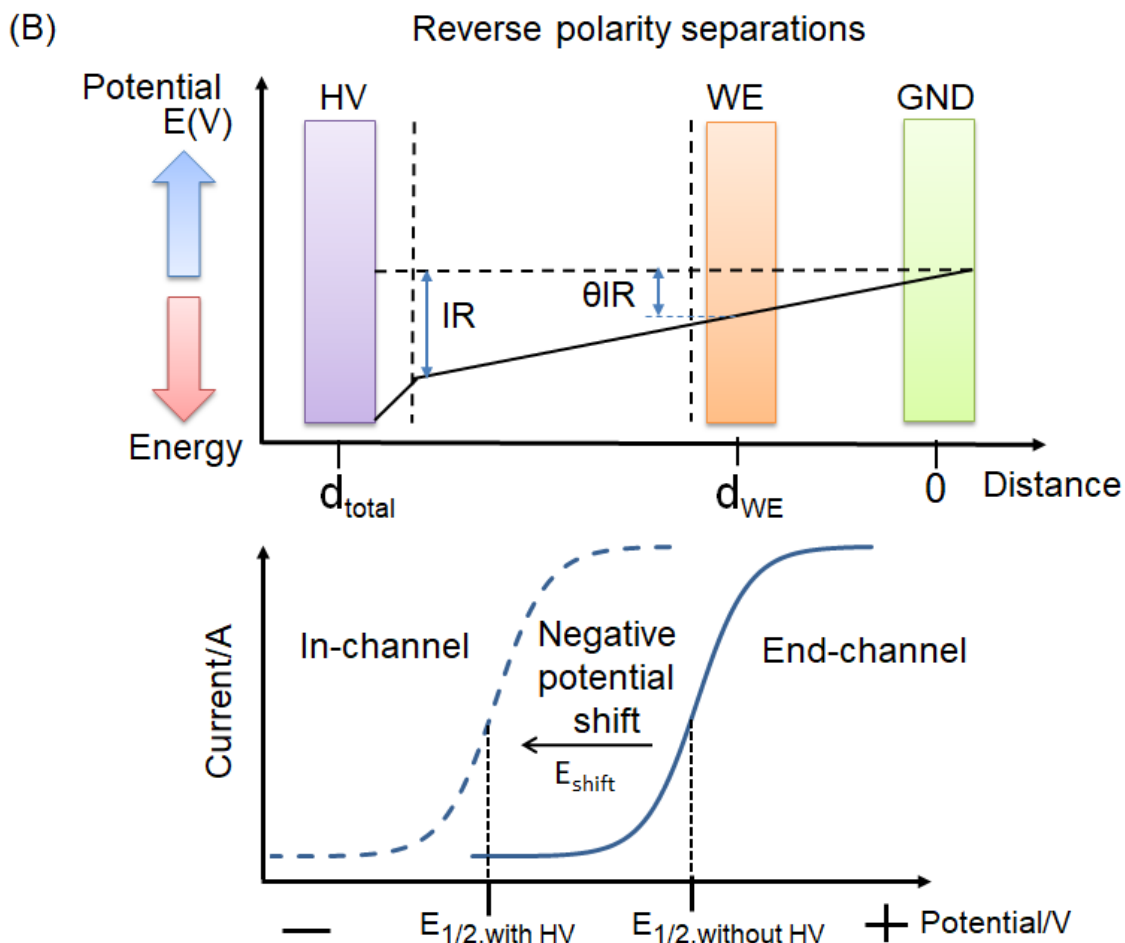 (B)
Reverse polarity separations
Potential
E(V)
HV
WE
GND
IR
θIR
Energy
d_total
d_WE
0
Distance
Current/A
In-channel
Negative
potential
shift
E_shift
End-channel
—
E_1/2,with HV
E_1/2,without HV
+
Potential/V